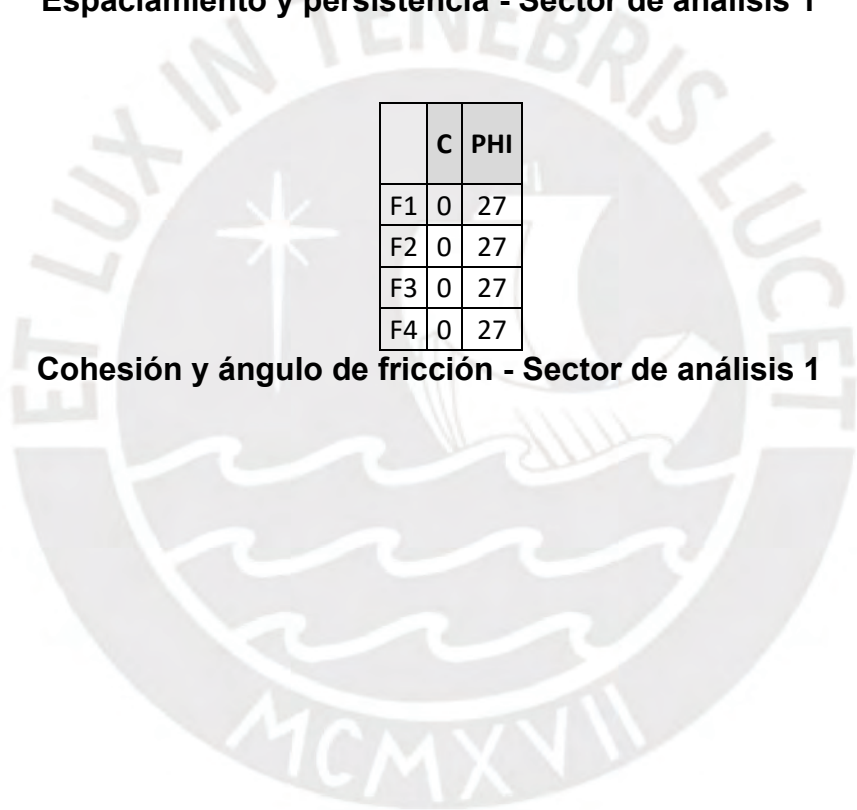 Espaciamiento y persistencia - Sector de análisis 1
C PHI
F1 0 27
F2 0 27
F3 0 27
F4 0 27
Cohesión y ángulo de fricción - Sector de análisis 1
ET LUX IN TENEBRIS LUCET
MCMXVII